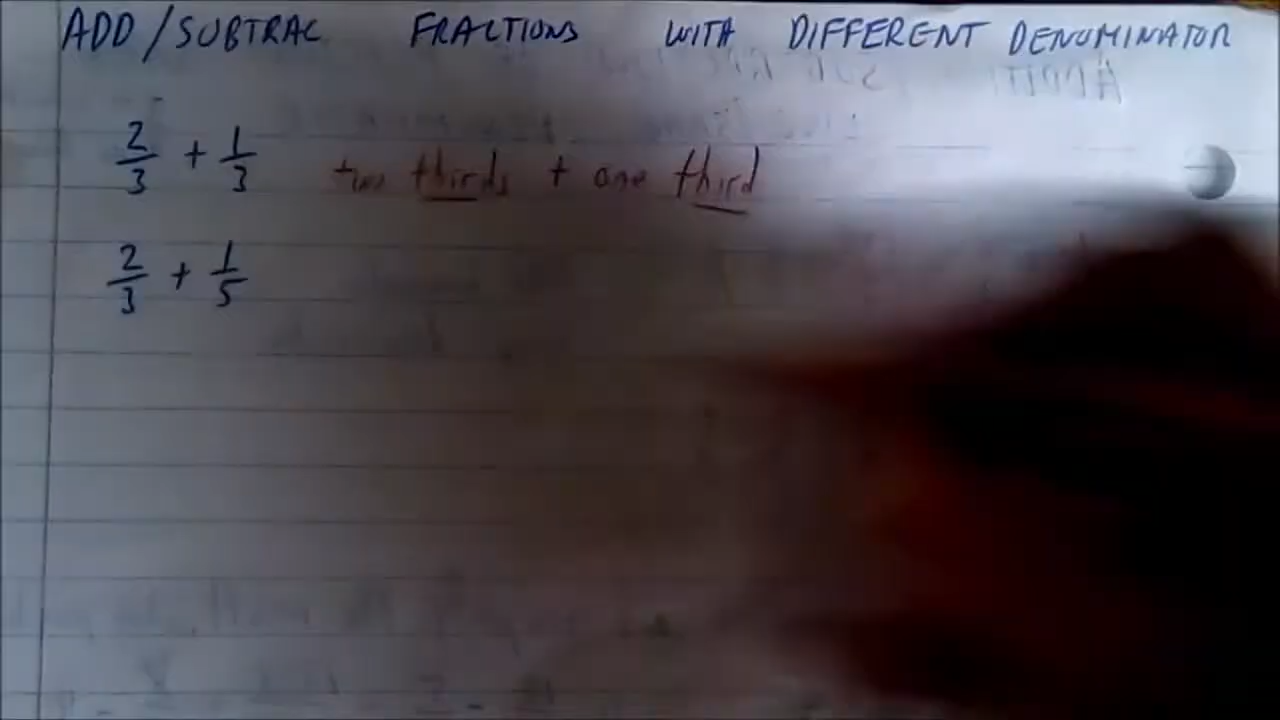 ADD/SUBTRAC FRACTIONS WITH DIFFERENT DENOMINATOR
2/3 + 1/3 two thirds + one third
2/3 + 1/5